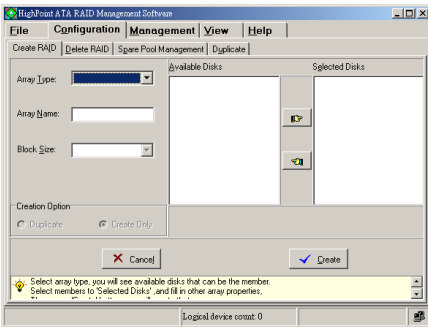 HighPoint ATA RAID Management Software
File Configuration Management View Help
Create RAID Delete RAID Spare Pool Management Duplicate
Available Disks Selected Disks
Array Type:
Array Name:
Block Size:
Creation Option
Duplicate Create Only
Cancel Create
Select array type, you will see available disks that can be the member.
Select members to 'Selected Disks' ,and fill in other array properties,
Logical device count: 0